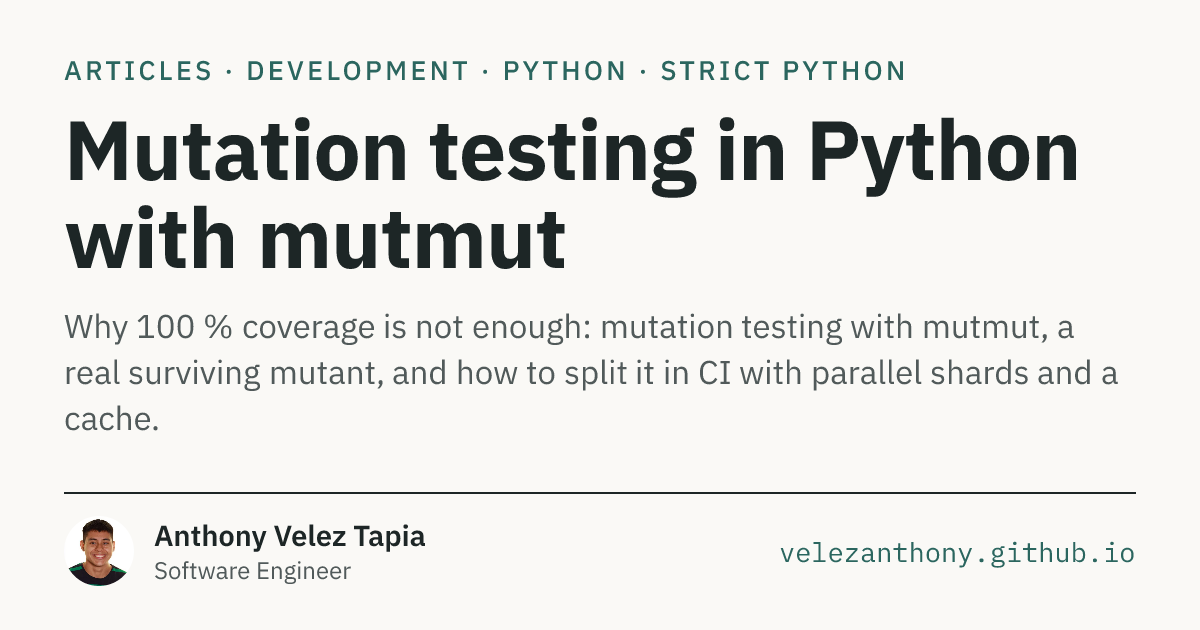 ARTICLES · DEVELOPMENT · PYTHON · STRICT PYTHON
Mutation testing in Python
with mutmut
Why 100 % coverage is not enough: mutation testing with mutmut, a
real surviving mutant, and how to split it in CI with parallel shards and a
cache.
Anthony Velez Tapia
Software Engineer
velezanthony.github.io